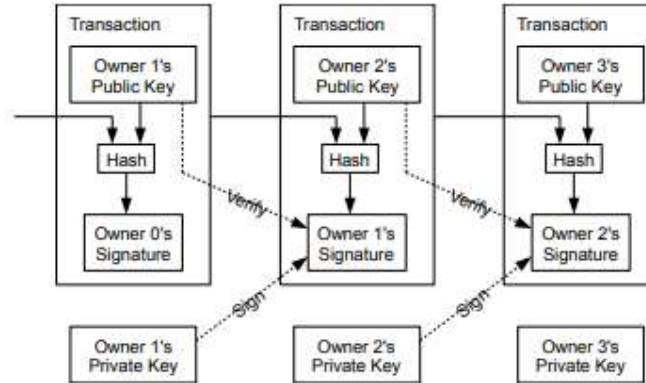 Transaction
Transaction
Transaction
Owner 1's
Public Key
Owner 2's
Public Key
Owner 3's
Public Key
Hash
Hash
Hash
Verify
Verify
Owner 0's
Signature
Owner 1's
Signature
Owner 2's
Signature
Sign
Sign
Owner 1's
Private Key
Owner 2's
Private Key
Owner 3's
Private Key